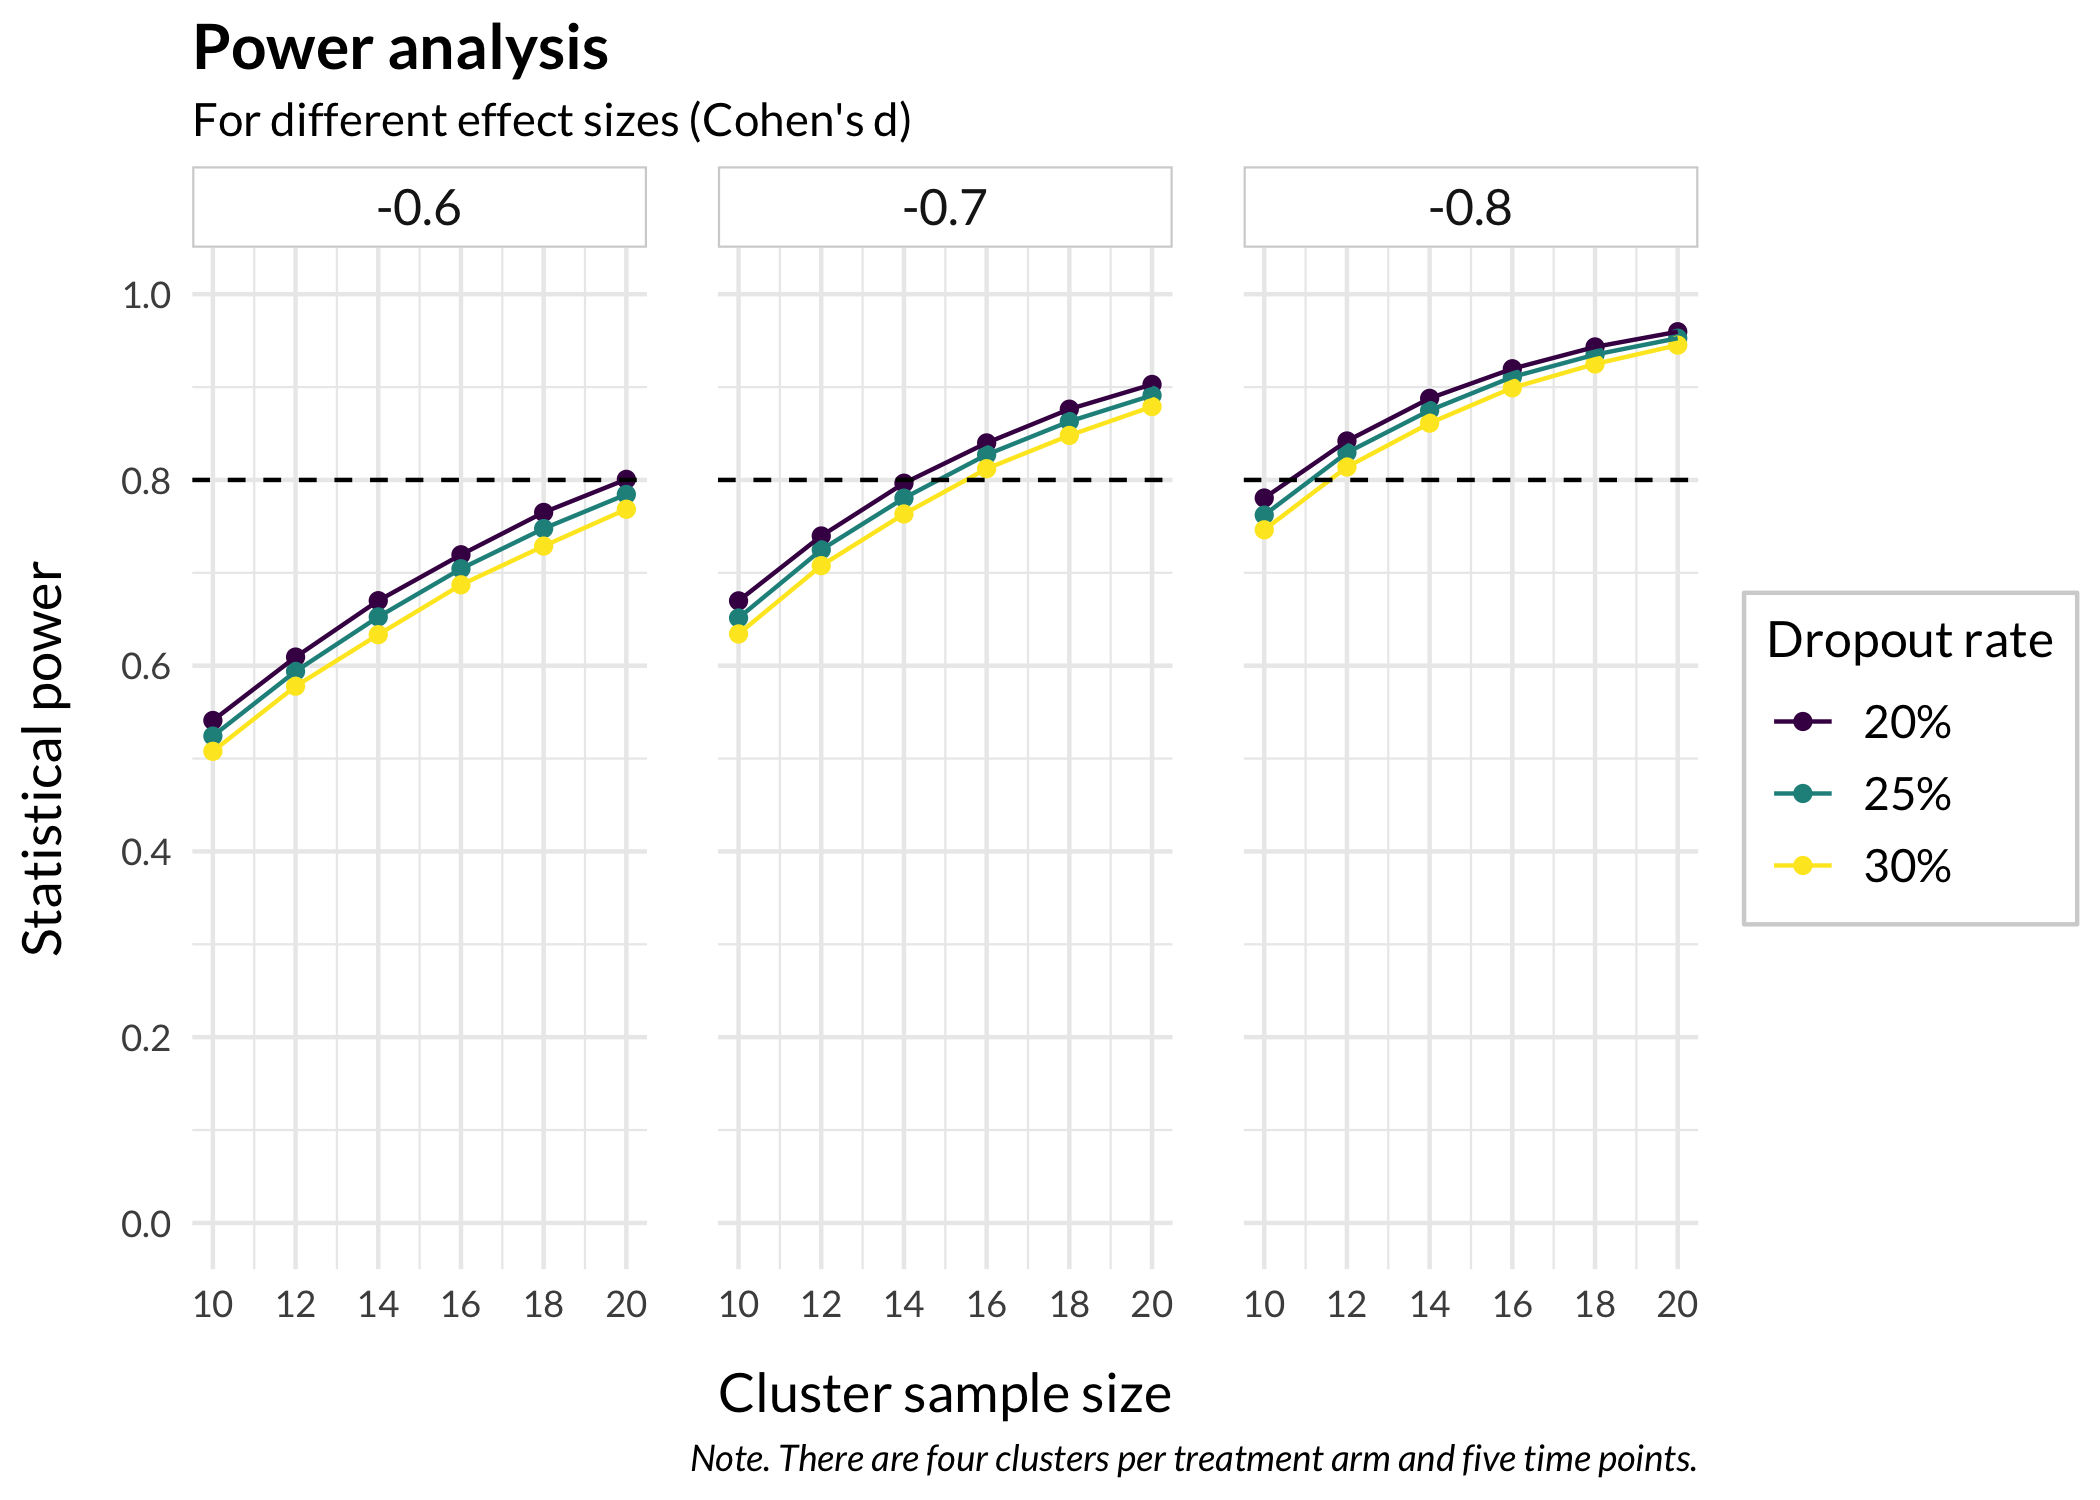 Power analysis
For different effect sizes (Cohen's d)
-0.6 -0.7 -0.8
1.0
0.8
0.6
0.4
0.2
0.0
Statistical power
10 12 14 16 18 20 10 12 14 16 18 20 10 12 14 16 18 20
Cluster sample size
Note. There are four clusters per treatment arm and five time points.
Dropout rate
20%
25%
30%